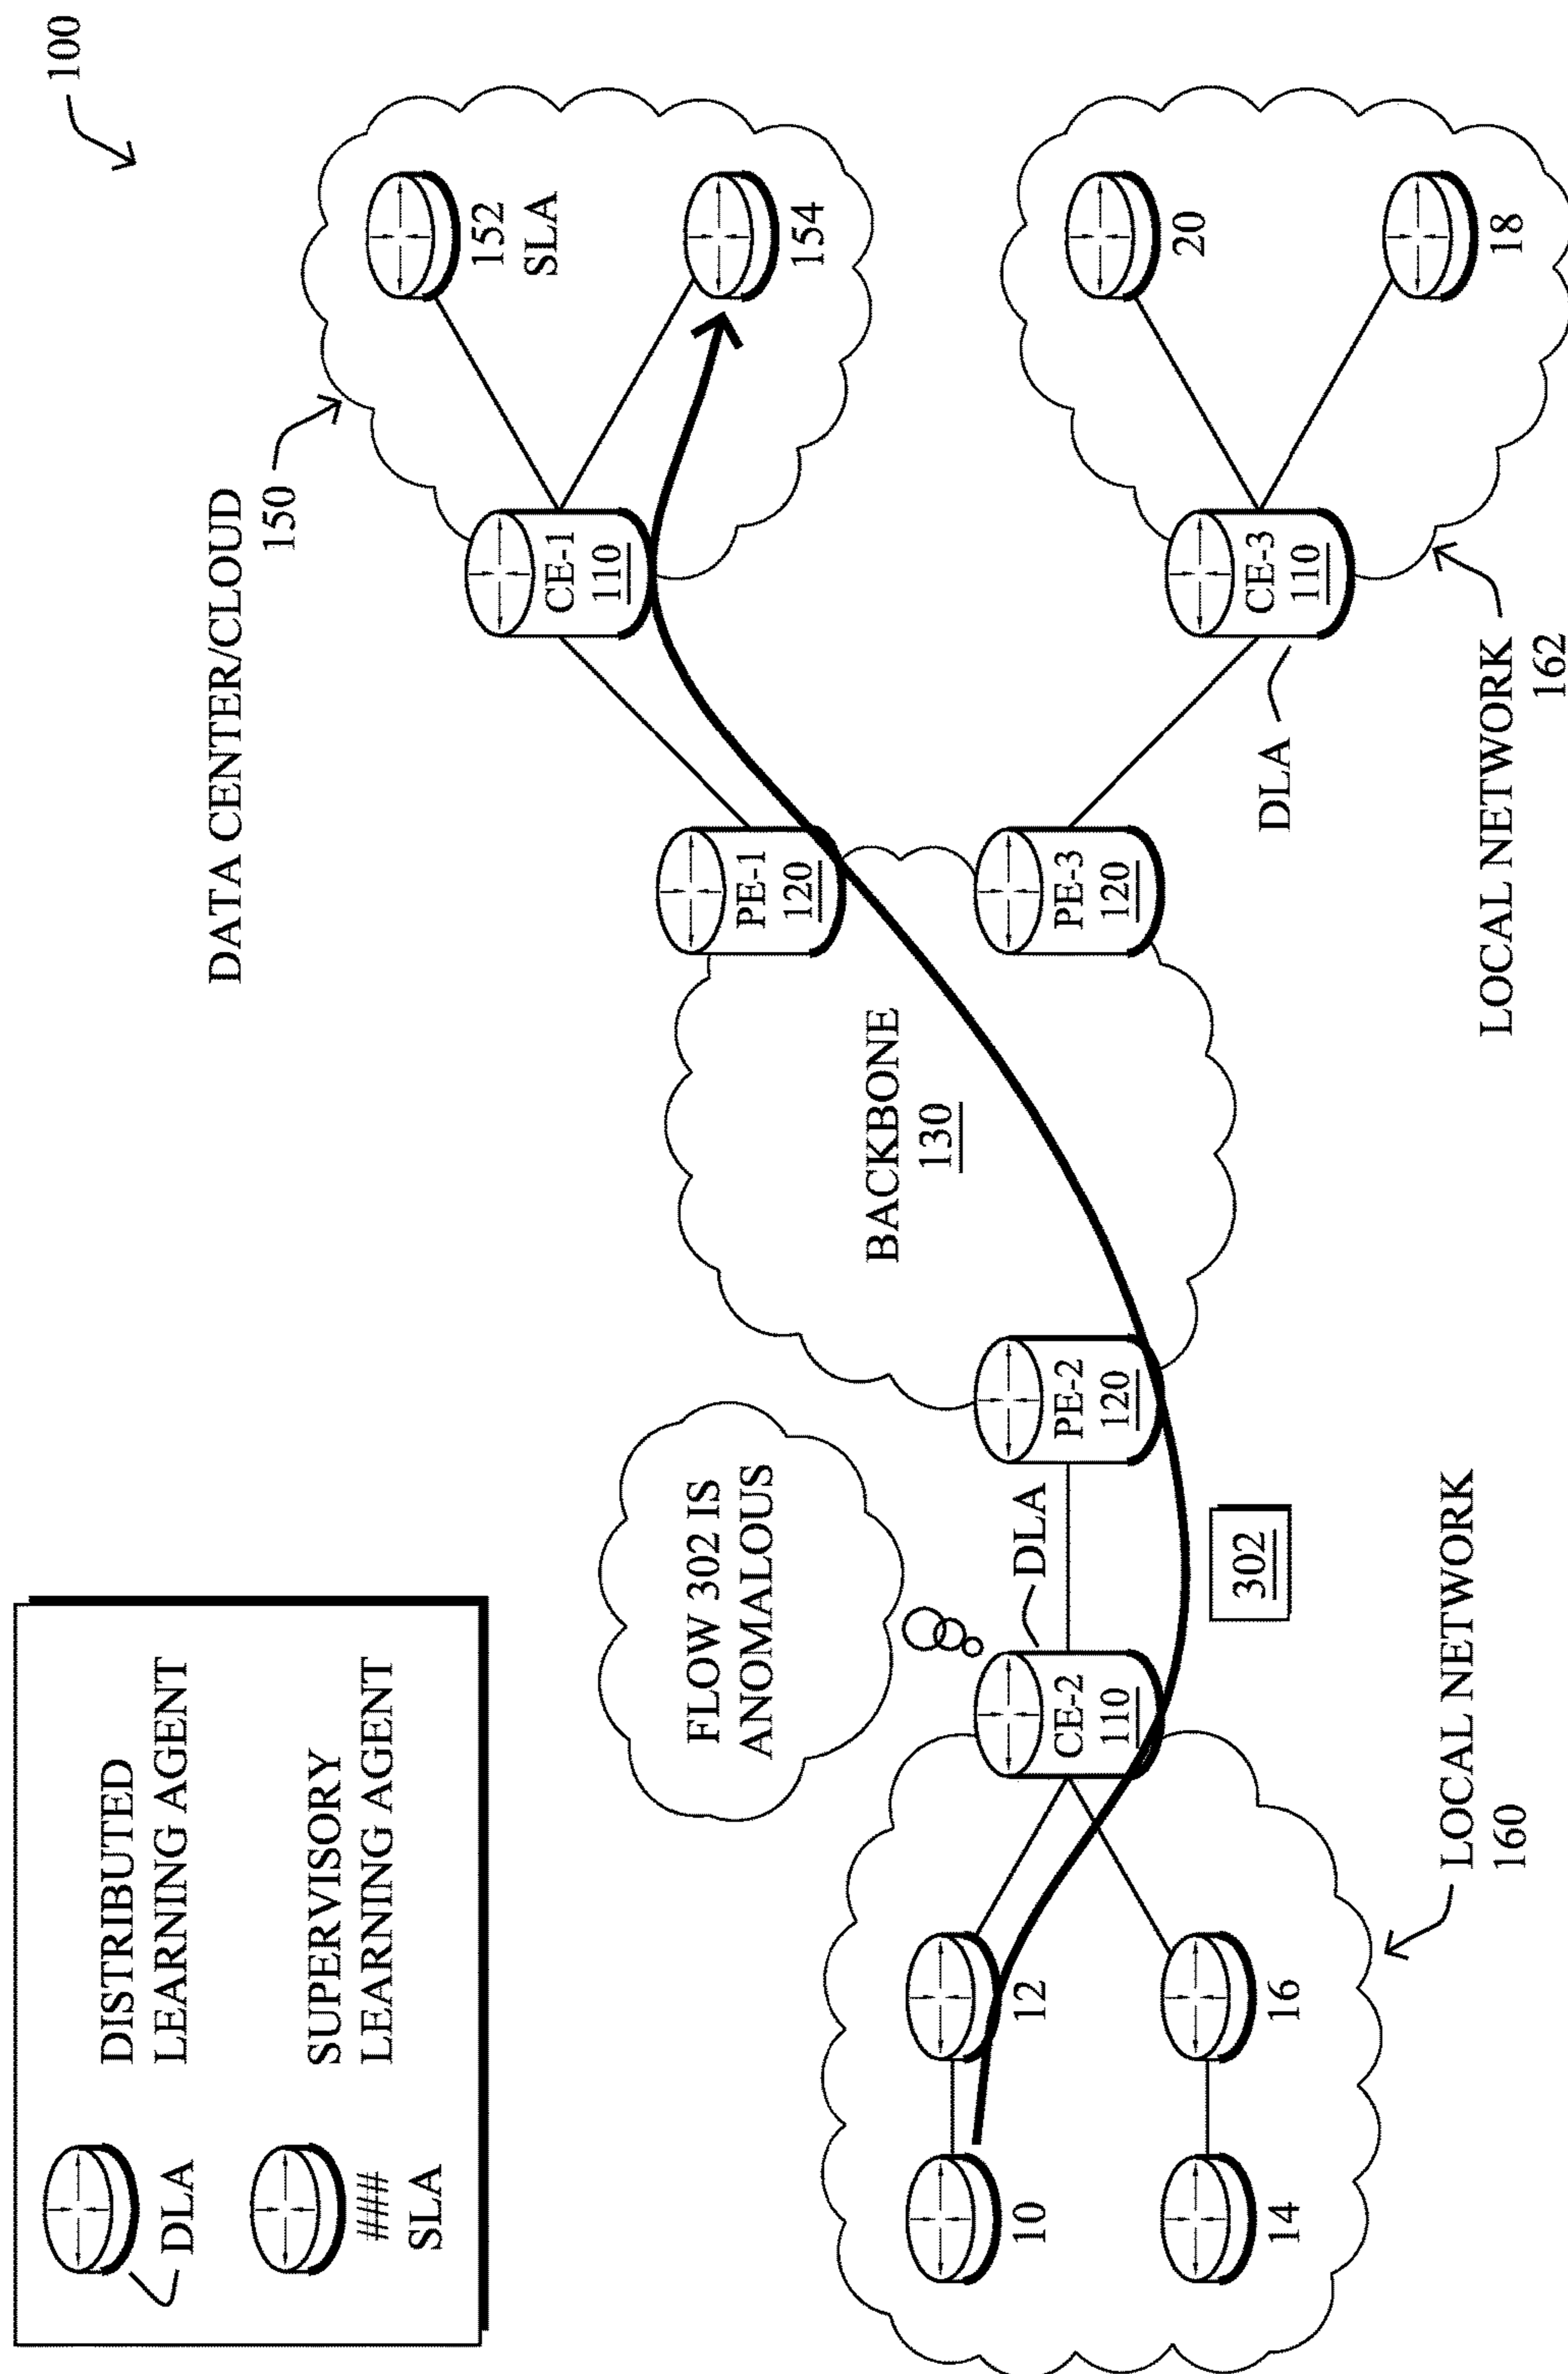 DLA
DISTRIBUTED
LEARNING AGENT
###
SLA
SUPERVISORY
LEARNING AGENT
100
DATA CENTER/CLOUD
150
152
SLA
154
CE-1
110
PE-1
120
BACKBONE
130
FLOW 302 IS
ANOMALOUS
10
12
14
16
CE-2
110
DLA
PE-2
120
302
PE-3
120
CE-3
110
DLA
20
18
LOCAL NETWORK
160
LOCAL NETWORK
162